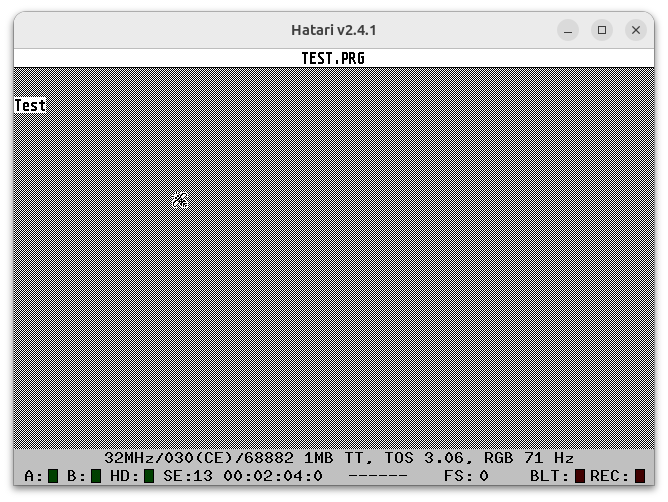 Hatari v2.4.1
TEST.PRG
Test
32MHz/030(CE)/68882 1MB TT, TOS 3.06, RGB 71 Hz
A: B: HD: SE:13 00:02:04:0 ------ FS: 0 BLT: REC: